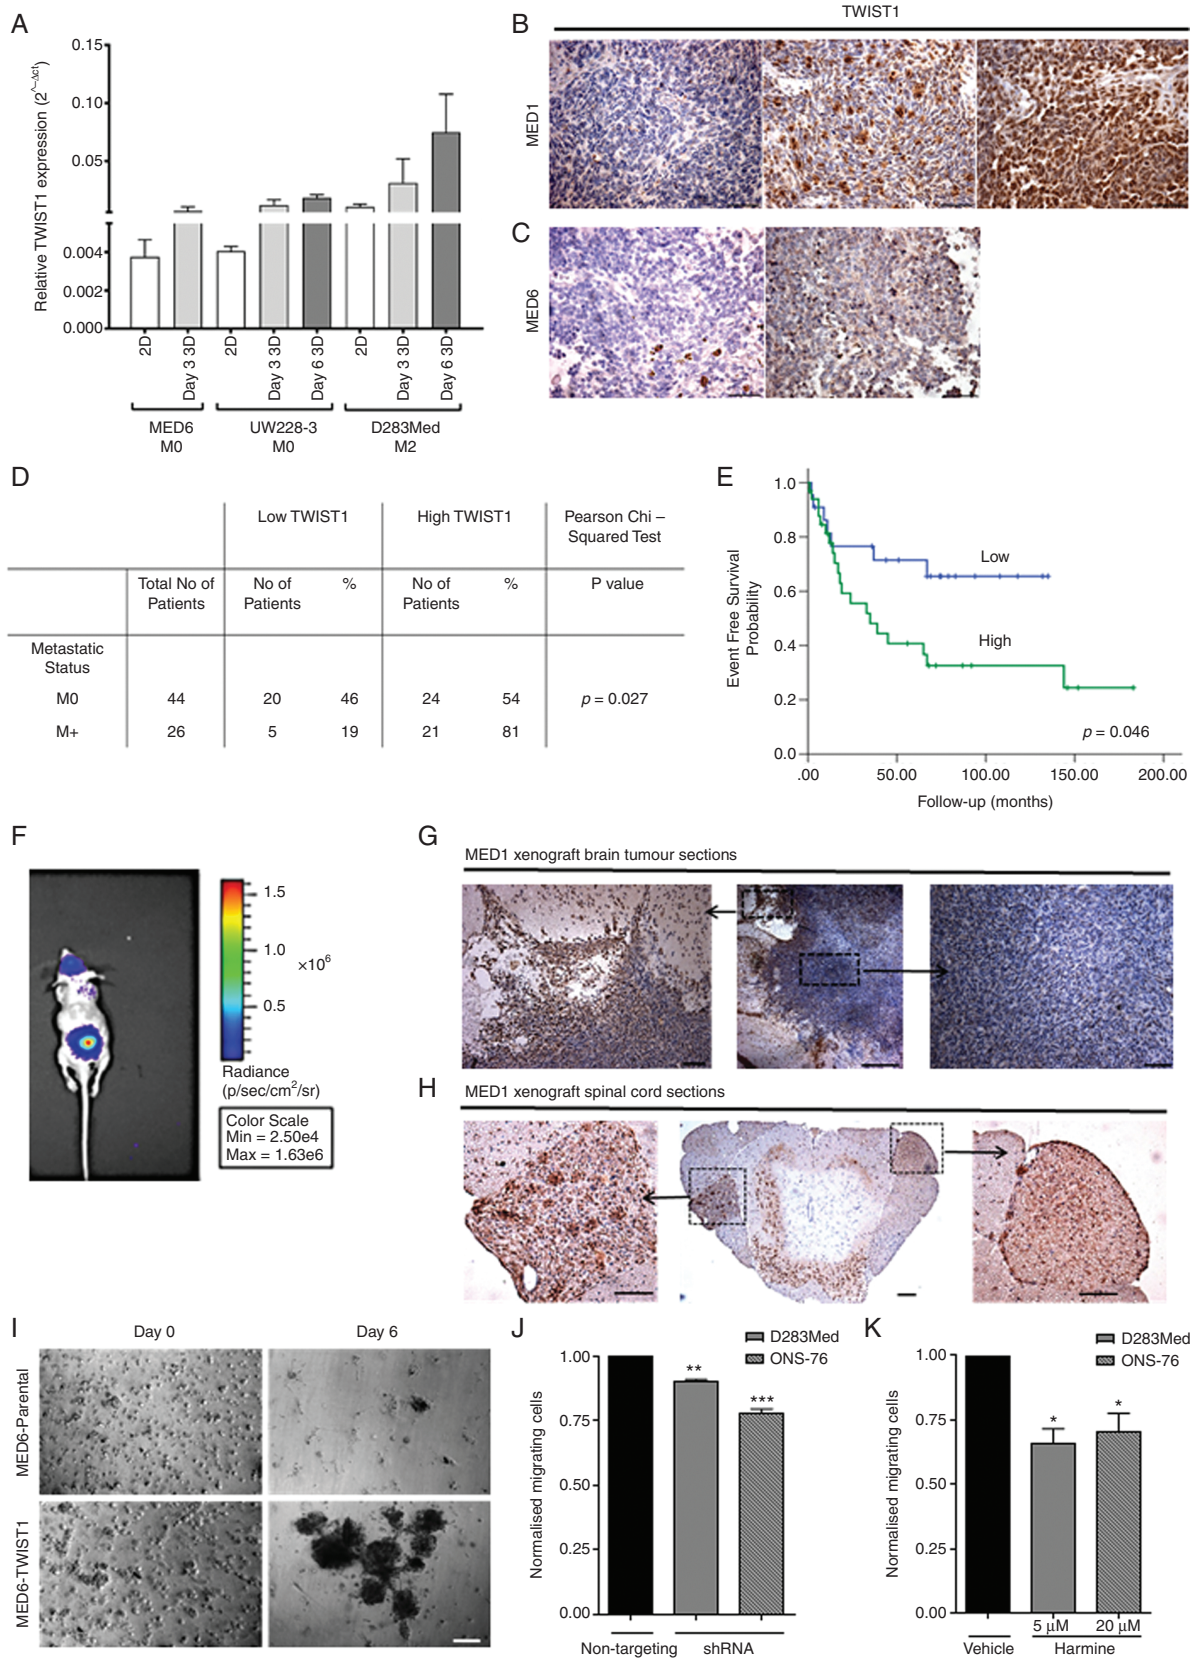 A
Relative TWIST1 expression (2^-Δct)
0.15
0.10
0.05
0.004
0.002
0.000
2D
Day 3 3D
2D
Day 3 3D
Day 6 3D
2D
Day 3 3D
Day 6 3D
MED6
M0
UW228-3
M0
D283Med
M2
B
TWIST1
MED1
C
MED6
D
Low TWIST1
High TWIST1
Pearson Chi –
Squared Test
Total No of
Patients
No of
Patients
%
No of
Patients
%
P value
Metastatic
Status
M0 44 20 46 24 54 p = 0.027
M+ 26 5 19 21 81
E
Event Free Survival
Probability
1.0
0.8
0.6
0.4
0.2
0.0
Low
High
p = 0.046
.00 50.00 100.00 150.00 200.00
Follow-up (months)
F
1.5
1.0
×10⁶
0.5
Radiance
(p/sec/cm²/sr)
Color Scale
Min = 2.50e4
Max = 1.63e6
G
MED1 xenograft brain tumour sections
H
MED1 xenograft spinal cord sections
I
Day 0
Day 6
MED6-Parental
MED6-TWIST1
J
D283Med
ONS-76
Normalised migrating cells
1.00
0.75
0.50
0.25
0.00
**
***
Non-targeting
shRNA
K
D283Med
ONS-76
Normalised migrating cells
1.00
0.75
0.50
0.25
0.00
*
*
5 μM
20 μM
Vehicle
Harmine